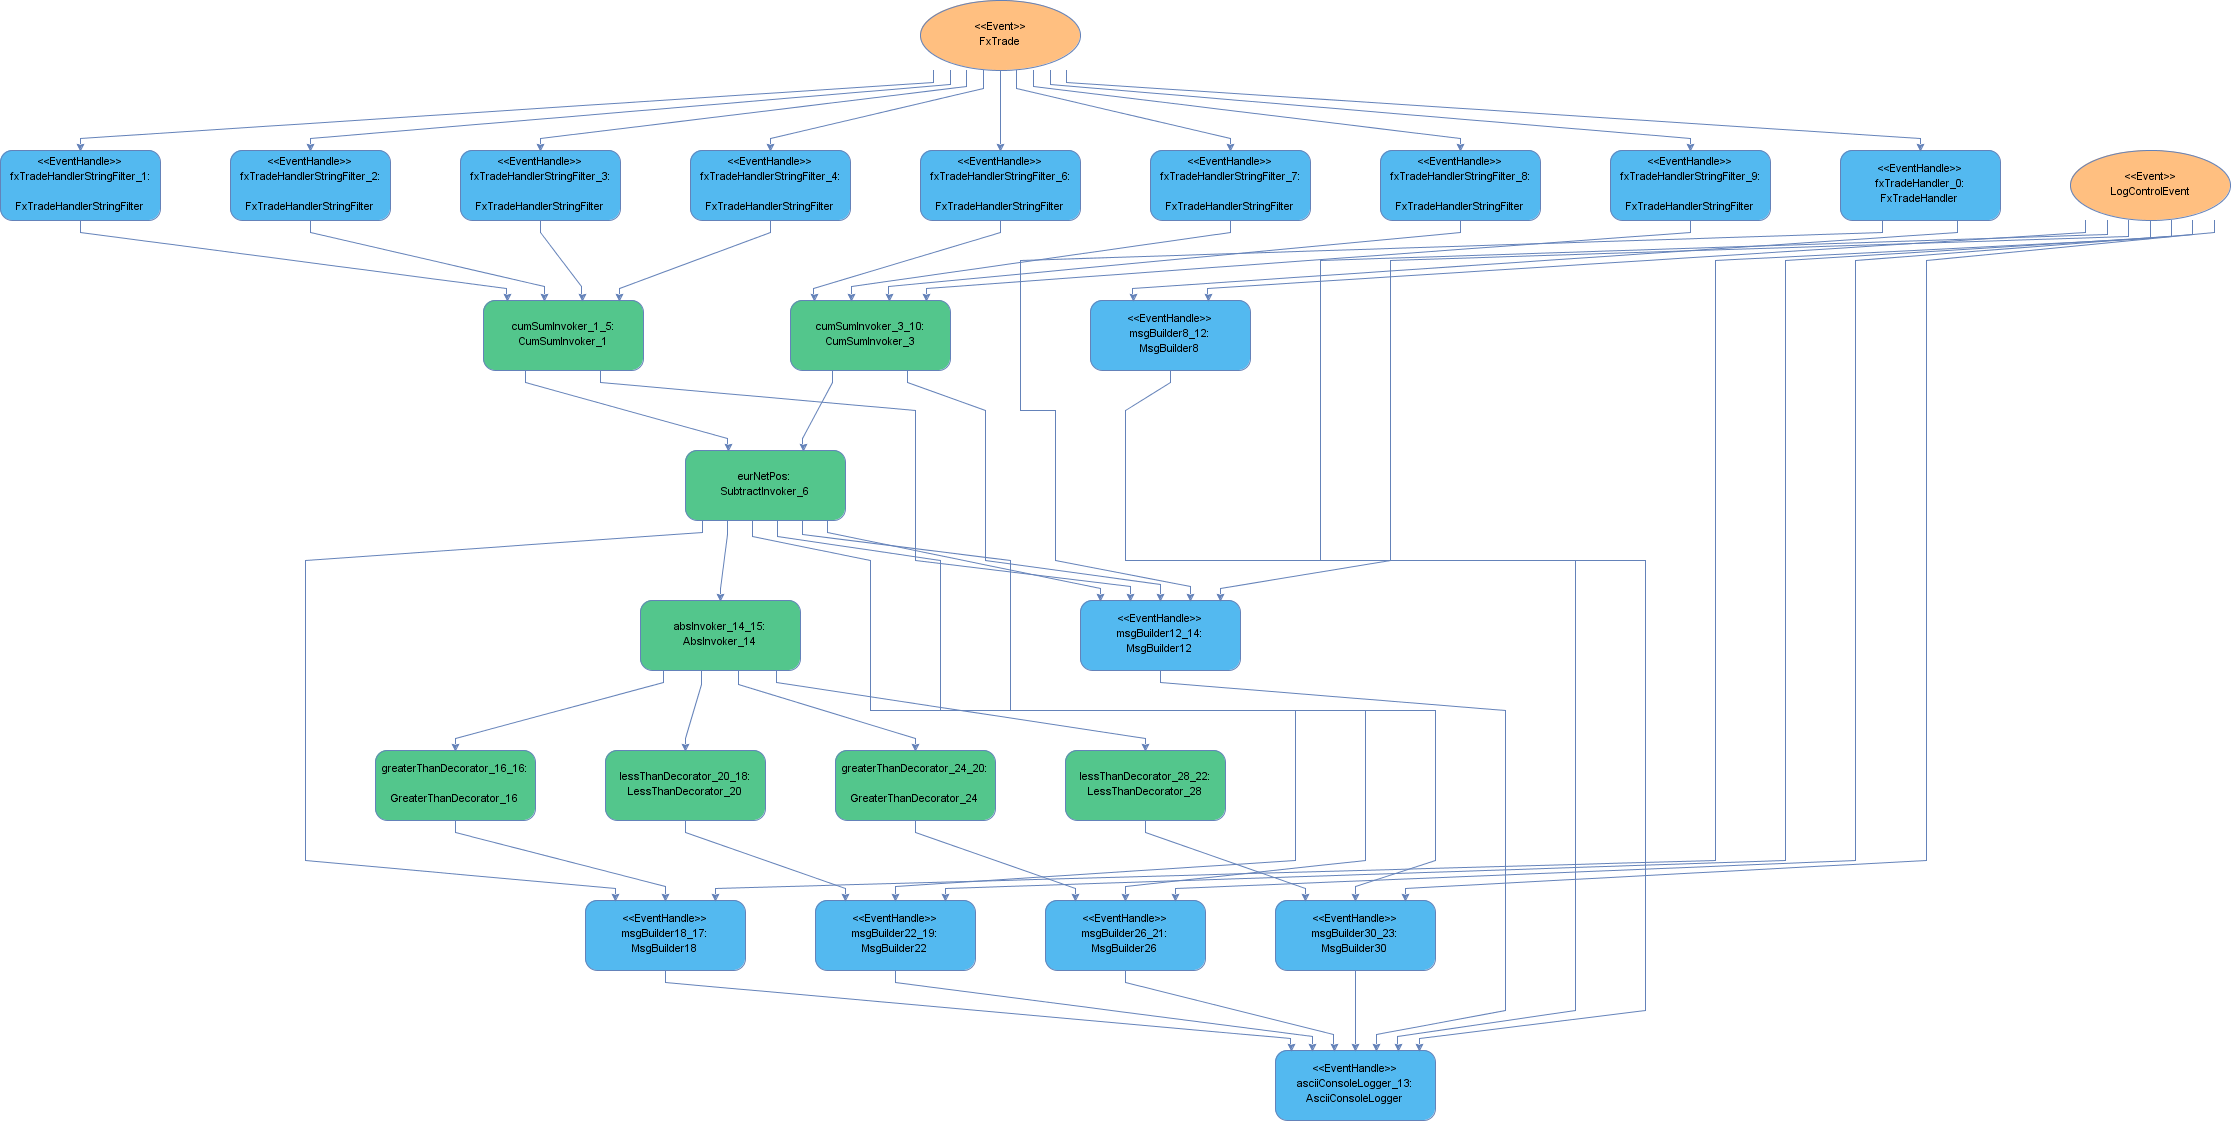 <<Event>>
FxTrade
<<EventHandle>>
fxTradeHandlerStringFilter_1:
FxTradeHandlerStringFilter
<<EventHandle>>
fxTradeHandlerStringFilter_2:
FxTradeHandlerStringFilter
<<EventHandle>>
fxTradeHandlerStringFilter_3:
FxTradeHandlerStringFilter
<<EventHandle>>
fxTradeHandlerStringFilter_4:
FxTradeHandlerStringFilter
<<EventHandle>>
fxTradeHandlerStringFilter_6:
FxTradeHandlerStringFilter
<<EventHandle>>
fxTradeHandlerStringFilter_7:
FxTradeHandlerStringFilter
<<EventHandle>>
fxTradeHandlerStringFilter_8:
FxTradeHandlerStringFilter
<<EventHandle>>
fxTradeHandlerStringFilter_9:
FxTradeHandlerStringFilter
<<EventHandle>>
fxTradeHandler_0:
FxTradeHandler
<<Event>>
LogControlEvent
cumSumInvoker_1_5:
CumSumInvoker_1
cumSumInvoker_3_10:
CumSumInvoker_3
<<EventHandle>>
msgBuilder8_12:
MsgBuilder8
eurNetPos:
SubtractInvoker_6
absInvoker_14_15:
AbsInvoker_14
<<EventHandle>>
msgBuilder12_14:
MsgBuilder12
greaterThanDecorator_16_16:
GreaterThanDecorator_16
lessThanDecorator_20_18:
LessThanDecorator_20
greaterThanDecorator_24_20:
GreaterThanDecorator_24
lessThanDecorator_28_22:
LessThanDecorator_28
<<EventHandle>>
msgBuilder18_17:
MsgBuilder18
<<EventHandle>>
msgBuilder22_19:
MsgBuilder22
<<EventHandle>>
msgBuilder26_21:
MsgBuilder26
<<EventHandle>>
msgBuilder30_23:
MsgBuilder30
<<EventHandle>>
asciiConsoleLogger_13:
AsciiConsoleLogger